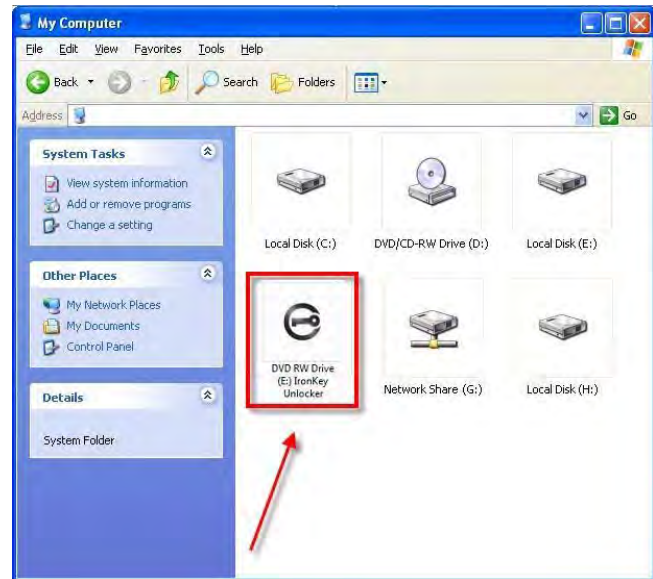 My Computer
File Edit View Favorites Tools Help
Back Search Folders
Address Go
System Tasks
View system information
Add or remove programs
Change a setting
Other Places
My Network Places
My Documents
Control Panel
Details
System Folder
Local Disk (C:) DVD/CD-RW Drive (D:) Local Disk (E:)
DVD RW Drive
(E:) IronKey
Unlocker
Network Share (G:) Local Disk (H:)